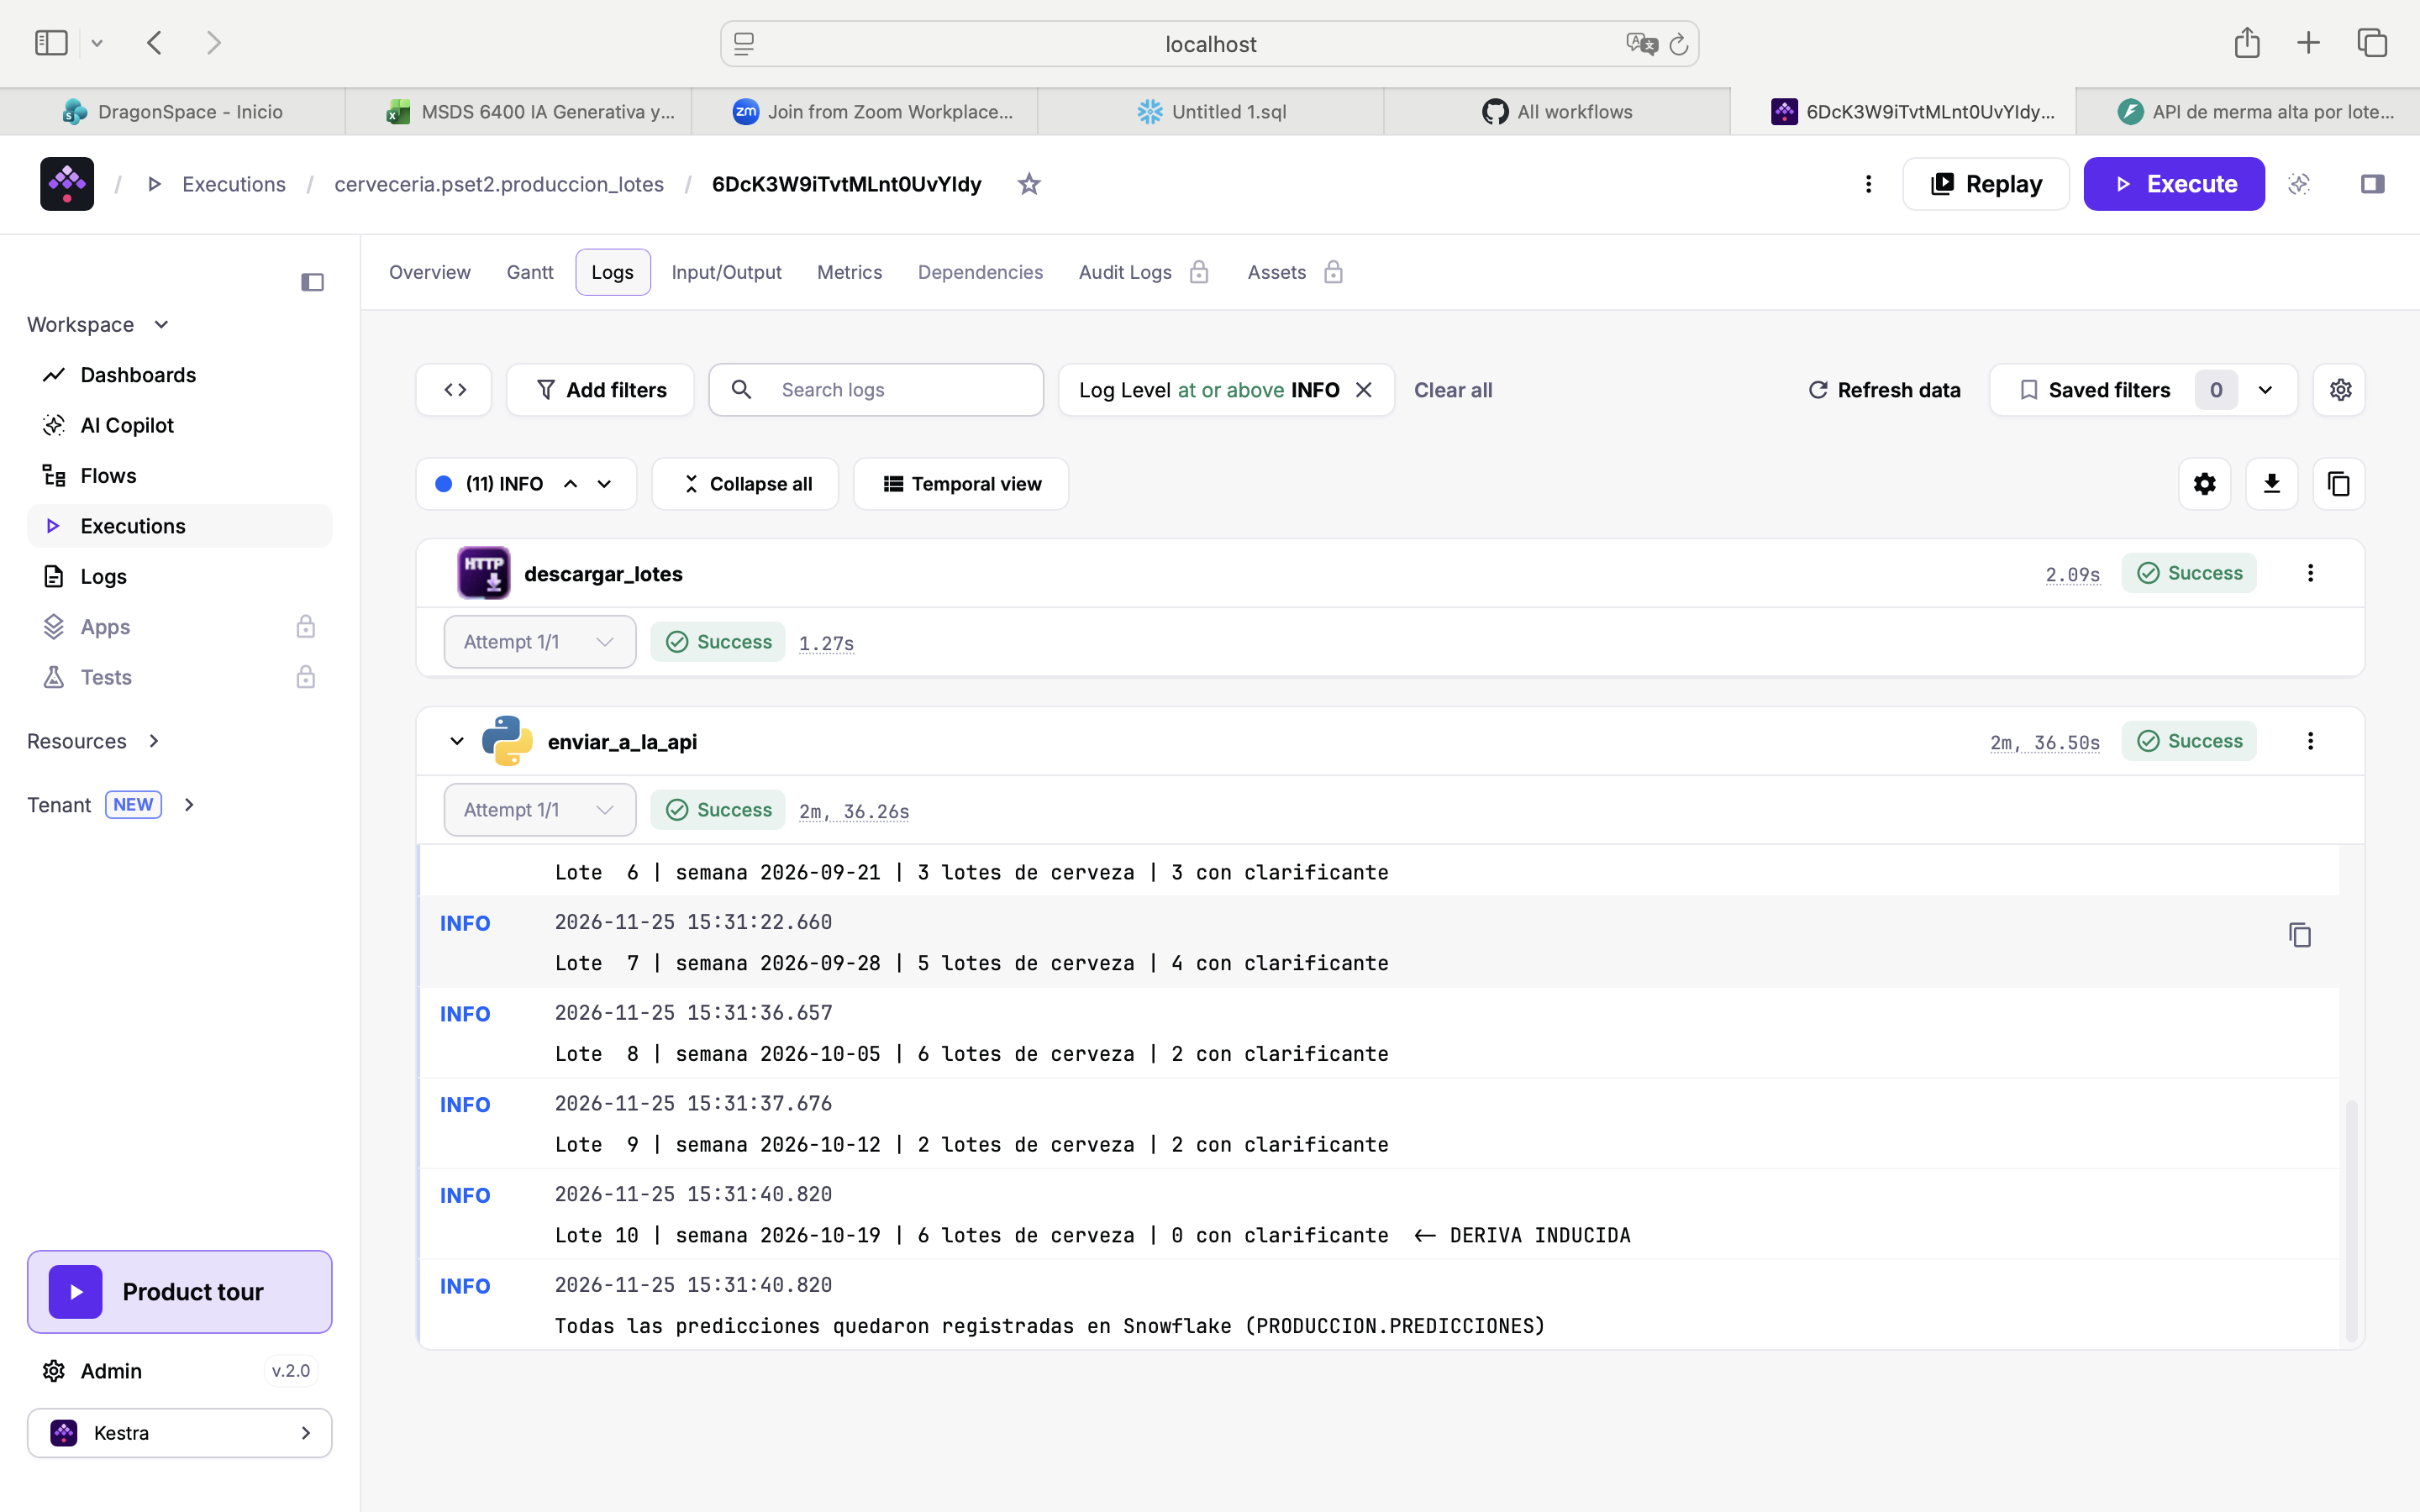 localhost
DragonSpace - Inicio
MSDS 6400 IA Generativa y...
Join from Zoom Workplace...
Untitled 1.sql
All workflows
6DcK3W9iTvtMLnt0UvYIdy...
API de merma alta por lote...
/ Executions / cerveceria.pset2.produccion_lotes / 6DcK3W9iTvtMLnt0UvYIdy
Replay
Execute
Overview Gantt Logs Input/Output Metrics Dependencies Audit Logs Assets
Workspace
Dashboards
AI Copilot
Flows
Executions
Logs
Apps
Tests
Resources
Tenant NEW
Product tour
Admin v.2.0
Kestra
Add filters
Search logs
Log Level at or above INFO
Clear all
Refresh data
Saved filters 0
(11) INFO
Collapse all
Temporal view
HTTP
descargar_lotes
2.09s Success
Attempt 1/1 Success 1.27s
enviar_a_la_api
2m, 36.50s Success
Attempt 1/1 Success 2m, 36.26s
Lote  6 | semana 2026-09-21 | 3 lotes de cerveza | 3 con clarificante
INFO 2026-11-25 15:31:22.660
Lote  7 | semana 2026-09-28 | 5 lotes de cerveza | 4 con clarificante
INFO 2026-11-25 15:31:36.657
Lote  8 | semana 2026-10-05 | 6 lotes de cerveza | 2 con clarificante
INFO 2026-11-25 15:31:37.676
Lote  9 | semana 2026-10-12 | 2 lotes de cerveza | 2 con clarificante
INFO 2026-11-25 15:31:40.820
Lote 10 | semana 2026-10-19 | 6 lotes de cerveza | 0 con clarificante  <- DERIVA INDUCIDA
INFO 2026-11-25 15:31:40.820
Todas las predicciones quedaron registradas en Snowflake (PRODUCCION.PREDICCIONES)